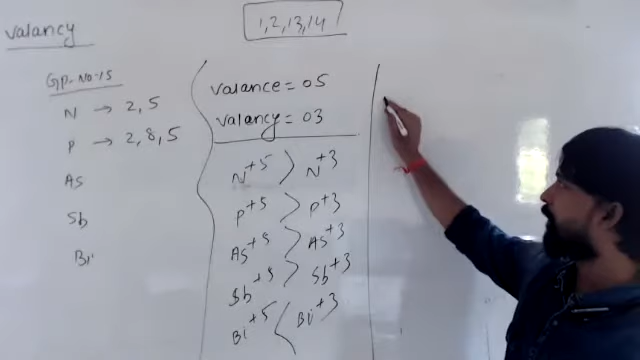 valancy
1,2,13,14
Gp-No-15
N → 2,5
P → 2,8,5
As
Sb
Bi
valance = 05
valancy = 03
N+5 > N+3
P+5 > P+3
As+5 > As+3
Sb+5 > Sb+3
Bi+5 < Bi+3